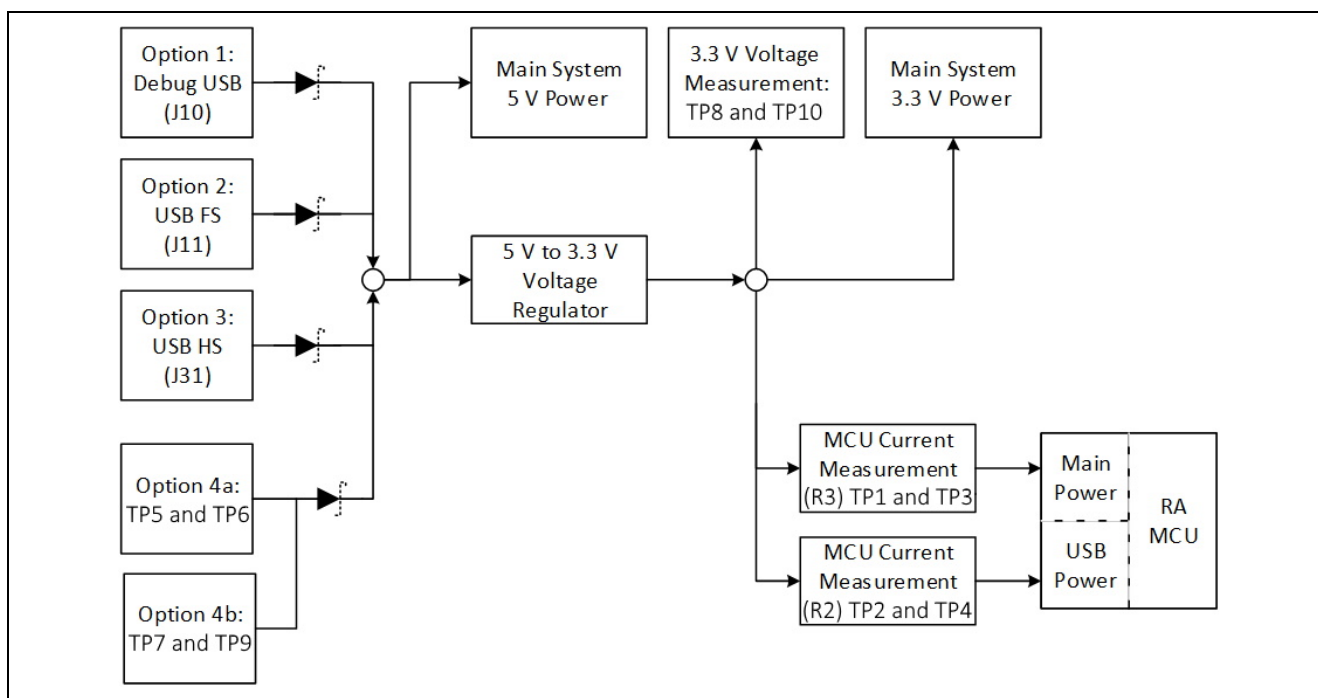 Option 1:
Debug USB
(J10)
Main System
5 V Power
3.3 V Voltage
Measurement:
TP8 and TP10
Main System
3.3 V Power
Option 2:
USB FS
(J11)
5 V to 3.3 V
Voltage
Regulator
Option 3:
USB HS
(J31)
Option 4a:
TP5 and TP6
Option 4b:
TP7 and TP9
MCU Current
Measurement
(R3) TP1 and TP3
MCU Current
Measurement
(R2) TP2 and TP4
Main
Power
USB
Power
RA
MCU